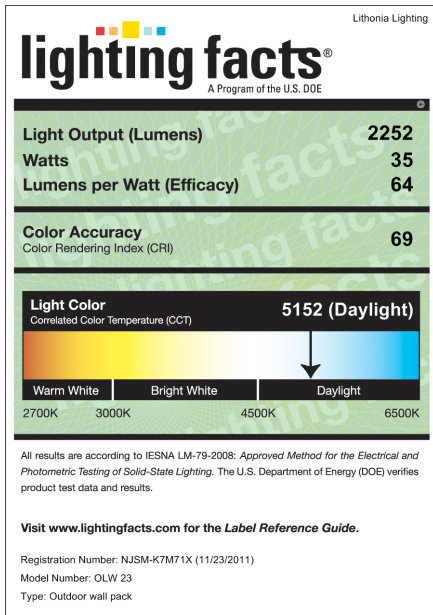 Lithonia Lighting
lighting facts®
A Program of the U.S. DOE
Light Output (Lumens) 2252
Watts 35
Lumens per Watt (Efficacy) 64
Color Accuracy
Color Rendering Index (CRI) 69
Light Color
Correlated Color Temperature (CCT)
5152 (Daylight)
Warm White Bright White Daylight
2700K 3000K 4500K 6500K
All results are according to IESNA LM-79-2008: Approved Method for the Electrical and
Photometric Testing of Solid-State Lighting. The U.S. Department of Energy (DOE) verifies
product test data and results.
Visit www.lightingfacts.com for the Label Reference Guide.
Registration Number: NJSM-K7M71X (11/23/2011)
Model Number: OLW 23
Type: Outdoor wall pack